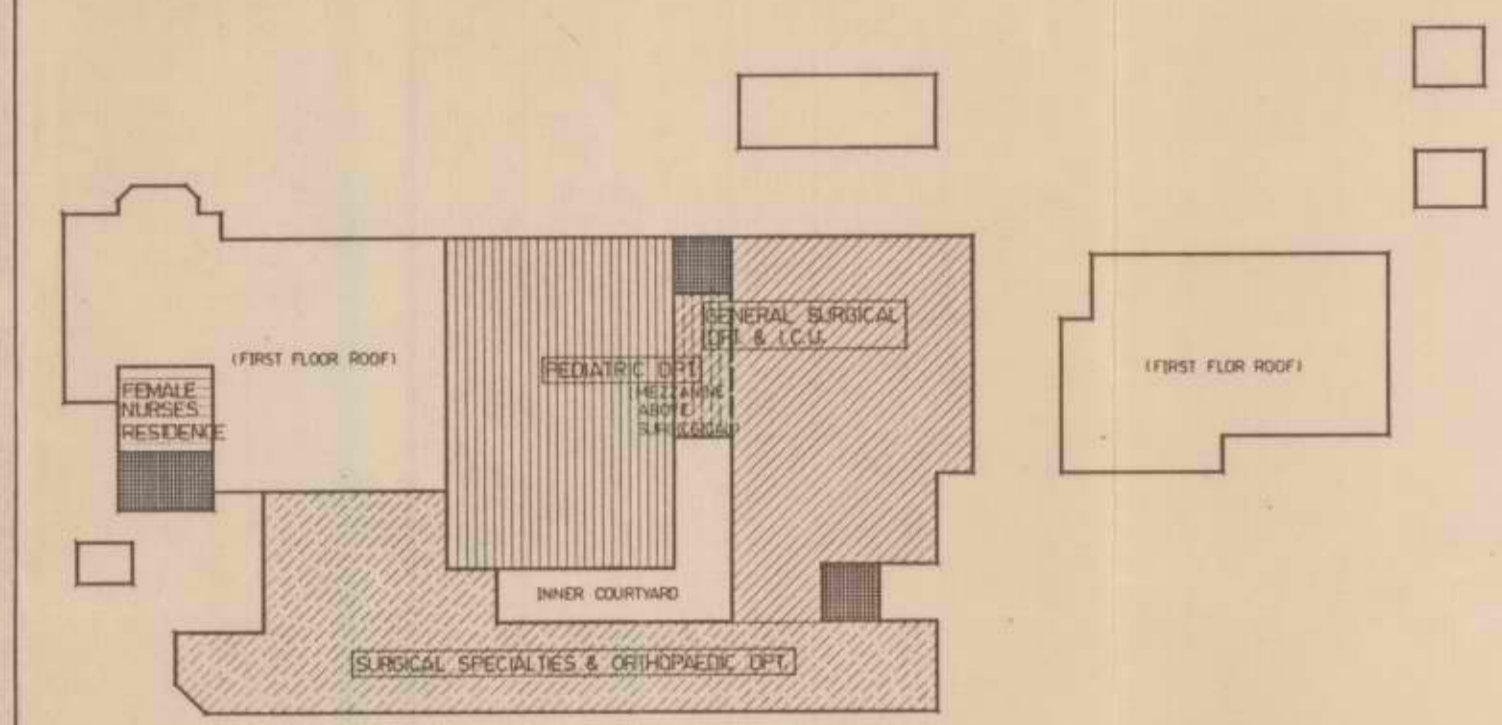 GENERAL SURGICAL
DPT. & I.C.U.
(FIRST FLOOR ROOF)
PEDIATRIC DPT.
(FIRST FLOR ROOF)
FEMALE
NURSES
RESIDENCE
(MEZZANINE
ABOVE
INNER COURTYARD
SURGICAL SPECIALTIES & ORTHOPAEDIC DPT.